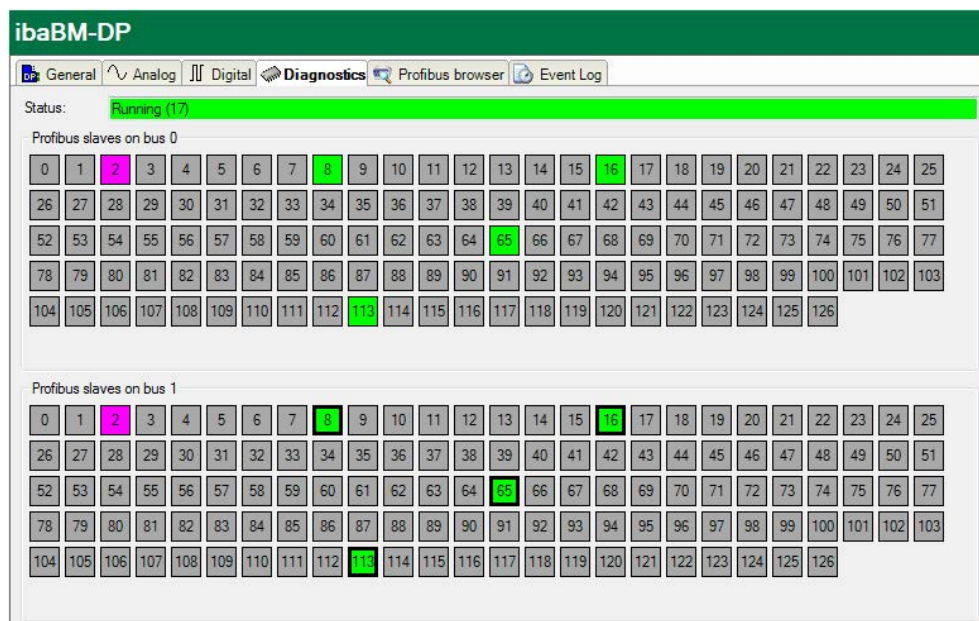 ibaBM-DP
DP General Analog Digital Diagnostics Profibus browser Event Log
Status: Running (17)
Profibus slaves on bus 0
0 1 2 3 4 5 6 7 8 9 10 11 12 13 14 15 16 17 18 19 20 21 22 23 24 25
26 27 28 29 30 31 32 33 34 35 36 37 38 39 40 41 42 43 44 45 46 47 48 49 50 51
52 53 54 55 56 57 58 59 60 61 62 63 64 65 66 67 68 69 70 71 72 73 74 75 76 77
78 79 80 81 82 83 84 85 86 87 88 89 90 91 92 93 94 95 96 97 98 99 100 101 102 103
104 105 106 107 108 109 110 111 112 113 114 115 116 117 118 119 120 121 122 123 124 125 126
Profibus slaves on bus 1
0 1 2 3 4 5 6 7 8 9 10 11 12 13 14 15 16 17 18 19 20 21 22 23 24 25
26 27 28 29 30 31 32 33 34 35 36 37 38 39 40 41 42 43 44 45 46 47 48 49 50 51
52 53 54 55 56 57 58 59 60 61 62 63 64 65 66 67 68 69 70 71 72 73 74 75 76 77
78 79 80 81 82 83 84 85 86 87 88 89 90 91 92 93 94 95 96 97 98 99 100 101 102 103
104 105 106 107 108 109 110 111 112 113 114 115 116 117 118 119 120 121 122 123 124 125 126